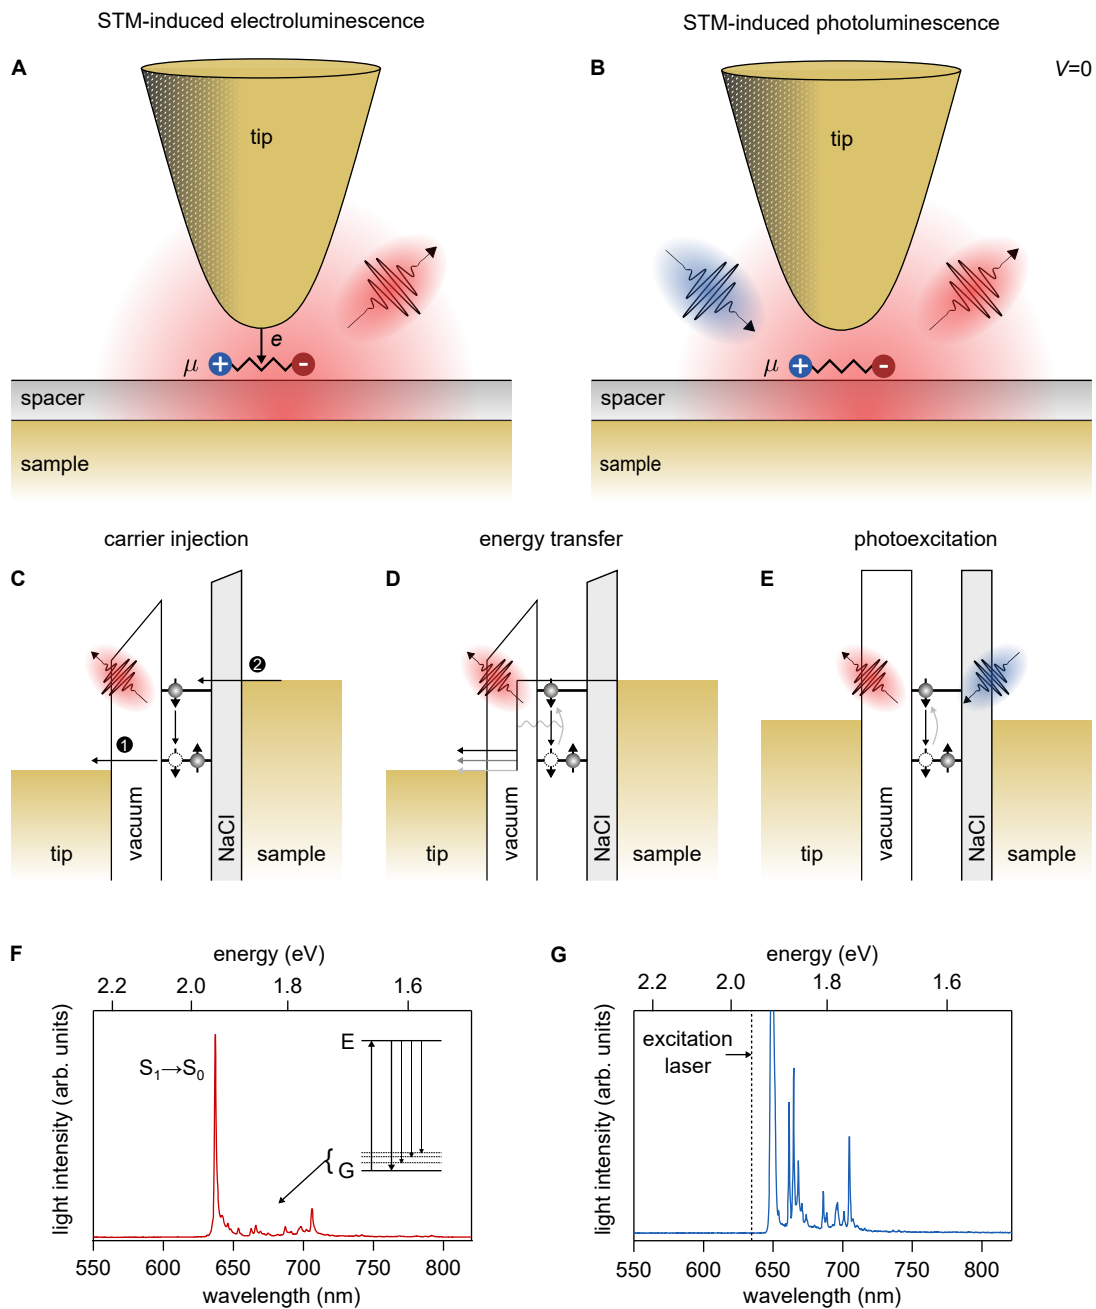 STM-induced electroluminescence
STM-induced photoluminescence
A
tip
e
μ + -
spacer
sample
B
V=0
tip
μ + -
spacer
sample
carrier injection
C
2
1
tip
vacuum
NaCl
sample
energy transfer
D
tip
vacuum
NaCl
sample
photoexcitation
E
tip
vacuum
NaCl
sample
F
energy (eV)
2.2 2.0 1.8 1.6
light intensity (arb. units)
S₁→S₀
E
{
G
550 600 650 700 750 800
wavelength (nm)
G
energy (eV)
2.2 2.0 1.8 1.6
light intensity (arb. units)
excitation
laser
550 600 650 700 750 800
wavelength (nm)